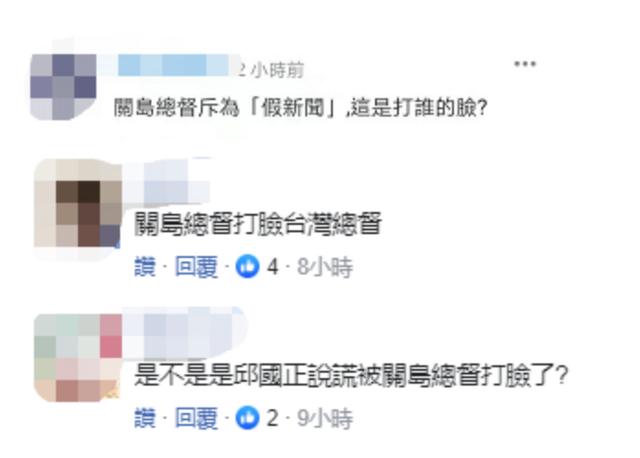 2 小時前 ...
關島總督斥為「假新聞」,這是打誰的臉?
關島總督打臉台灣總督
讚 · 回覆 · 4 · 8小時
是不是是邱國正說謊被關島總督打臉了?
讚 · 回覆 · 2 · 9小時